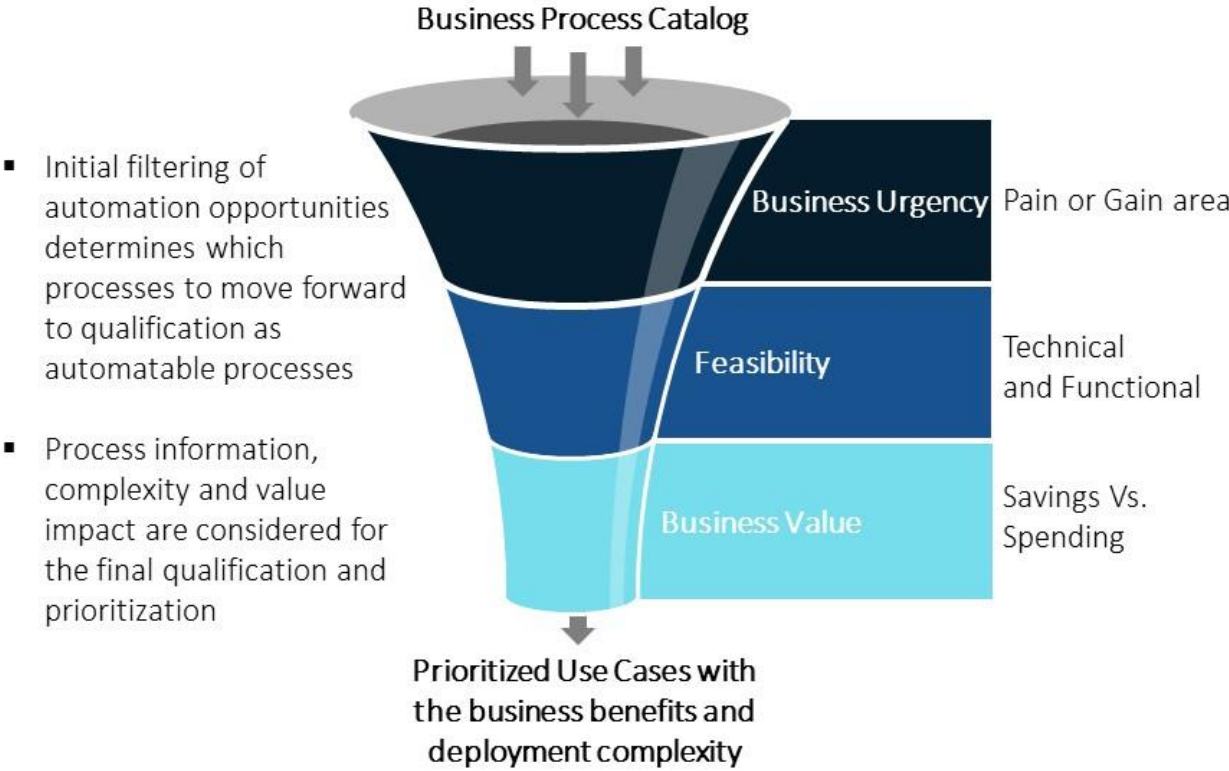 Business Process Catalog
▪ Initial filtering of
automation opportunities
determines which
processes to move forward
to qualification as
automatable processes
▪ Process information,
complexity and value
impact are considered for
the final qualification and
prioritization
Business Urgency
Pain or Gain area
Feasibility
Technical
and Functional
Business Value
Savings Vs.
Spending
Prioritized Use Cases with
the business benefits and
deployment complexity